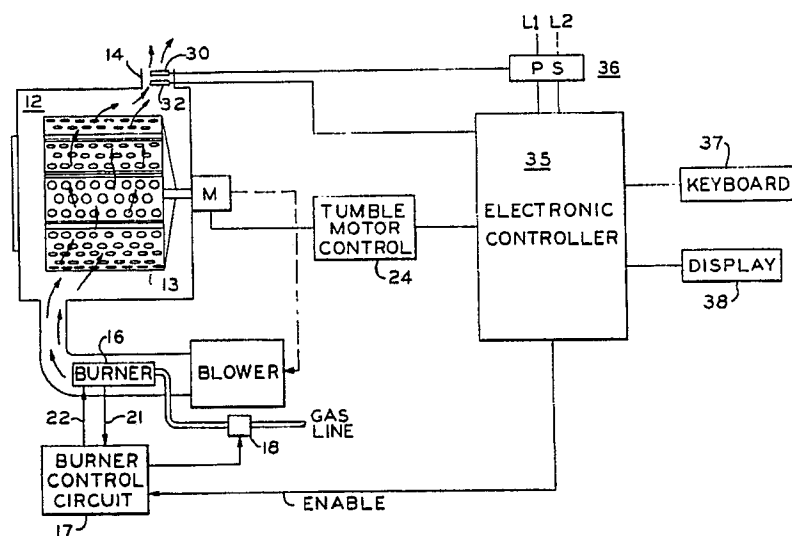 L1 L2
14
30
P S
36
12
32
35
37
M
TUMBLE
MOTOR
CONTROL
24
ELECTRONIC
CONTROLLER
KEYBOARD
DISPLAY
38
13
16
BURNER
BLOWER
22
21
GAS
LINE
18
BURNER
CONTROL
CIRCUIT
17
ENABLE